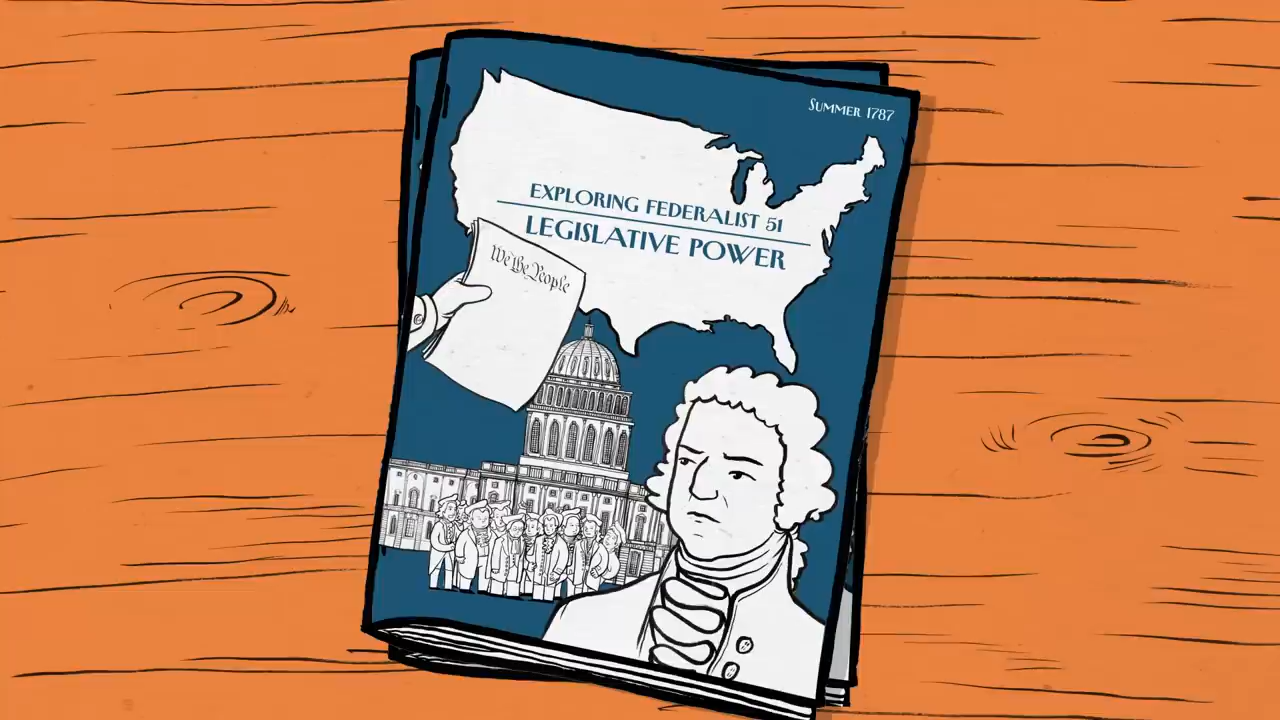 SUMMER 1787
EXPLORING FEDERALIST 51
LEGISLATIVE POWER
We the People